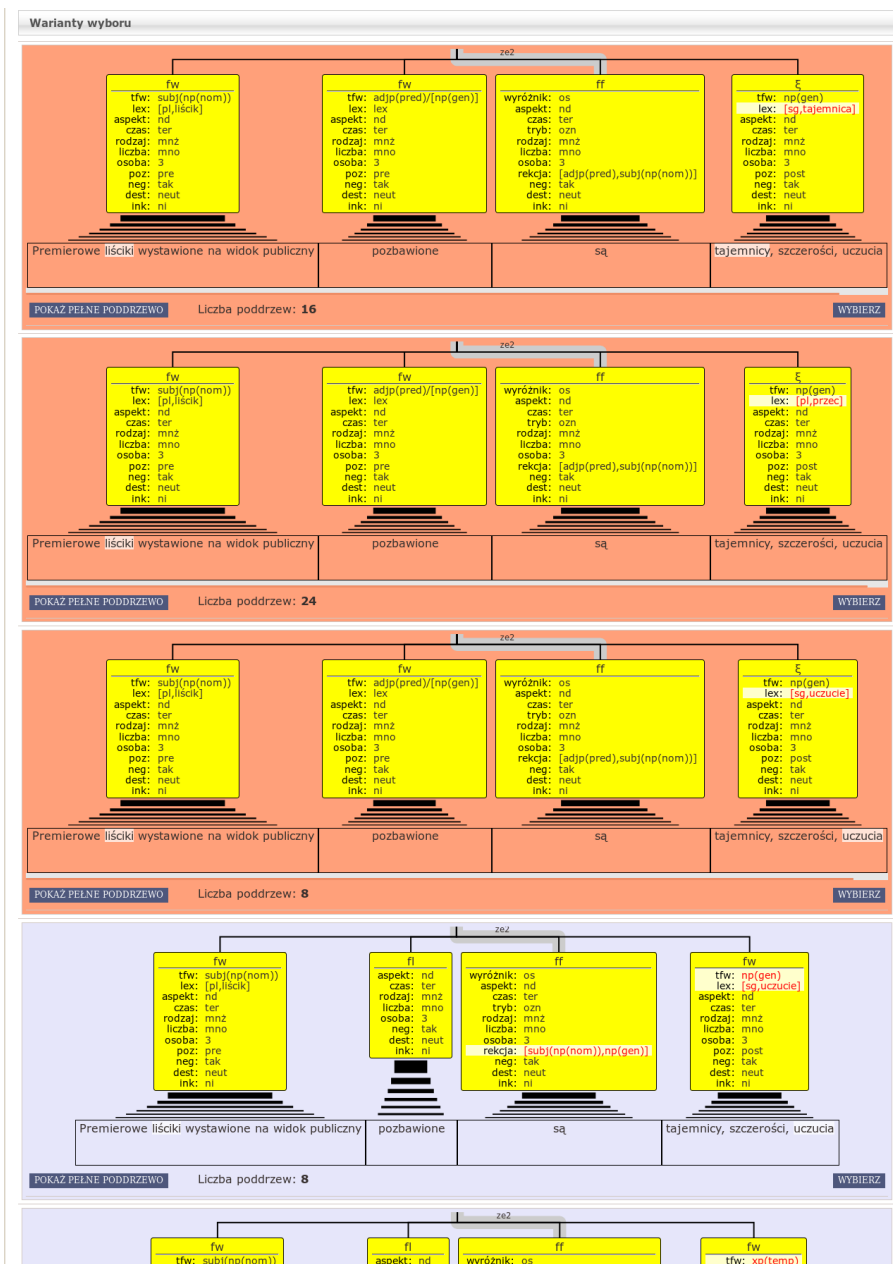 Warianty wyboru
ze2
fw fw ff ξ
tfw: subj(np(nom)) tfw: adjp(pred)/[np(gen)] wyróżnik: os tfw: np(gen)
lex: [pl,liścik] lex: lex aspekt: nd lex: [sg,tajemnica]
aspekt: nd aspekt: nd czas: ter aspekt: nd
czas: ter czas: ter tryb: ozn czas: ter
rodzaj: mnż rodzaj: mnż rodzaj: mnż rodzaj: mnż
liczba: mno liczba: mno liczba: mno liczba: mno
osoba: 3 osoba: 3 osoba: 3 osoba: 3
poz: pre poz: pre rekcja: [adjp(pred),subj(np(nom))] poz: post
neg: tak neg: tak neg: tak neg: tak
dest: neut dest: neut dest: neut dest: neut
ink: ni ink: ni ink: ni ink: ni
Premierowe liściki wystawione na widok publiczny pozbawione są tajemnicy, szczerości, uczucia
POKAŻ PEŁNE PODDRZEWO Liczba poddrzew: 16 WYBIERZ
ze2
fw fw ff ξ
tfw: subj(np(nom)) tfw: adjp(pred)/[np(gen)] wyróżnik: os tfw: np(gen)
lex: [pl,liścik] lex: lex aspekt: nd lex: [pl,przec]
aspekt: nd aspekt: nd czas: ter aspekt: nd
czas: ter czas: ter tryb: ozn czas: ter
rodzaj: mnż rodzaj: mnż rodzaj: mnż rodzaj: mnż
liczba: mno liczba: mno liczba: mno liczba: mno
osoba: 3 osoba: 3 osoba: 3 osoba: 3
poz: pre poz: pre rekcja: [adjp(pred),subj(np(nom))] poz: post
neg: tak neg: tak neg: tak neg: tak
dest: neut dest: neut dest: neut dest: neut
ink: ni ink: ni ink: ni ink: ni
Premierowe liściki wystawione na widok publiczny pozbawione są tajemnicy, szczerości, uczucia
POKAŻ PEŁNE PODDRZEWO Liczba poddrzew: 24 WYBIERZ
ze2
fw fw ff ξ
tfw: subj(np(nom)) tfw: adjp(pred)/[np(gen)] wyróżnik: os tfw: np(gen)
lex: [pl,liścik] lex: lex aspekt: nd lex: [sg,uczucie]
aspekt: nd aspekt: nd czas: ter aspekt: nd
czas: ter czas: ter tryb: ozn czas: ter
rodzaj: mnż rodzaj: mnż rodzaj: mnż rodzaj: mnż
liczba: mno liczba: mno liczba: mno liczba: mno
osoba: 3 osoba: 3 osoba: 3 osoba: 3
poz: pre poz: pre rekcja: [adjp(pred),subj(np(nom))] poz: post
neg: tak neg: tak neg: tak neg: tak
dest: neut dest: neut dest: neut dest: neut
ink: ni ink: ni ink: ni ink: ni
Premierowe liściki wystawione na widok publiczny pozbawione są tajemnicy, szczerości, uczucia
POKAŻ PEŁNE PODDRZEWO Liczba poddrzew: 8 WYBIERZ
ze2
fw fl ff fw
tfw: subj(np(nom)) aspekt: nd wyróżnik: os tfw: np(gen)
lex: [pl,liścik] czas: ter aspekt: nd lex: [sg,uczucie]
aspekt: nd rodzaj: mnż czas: ter aspekt: nd
czas: ter liczba: mno tryb: ozn czas: ter
rodzaj: mnż osoba: 3 rodzaj: mnż rodzaj: mnż
liczba: mno neg: tak liczba: mno liczba: mno
osoba: 3 dest: neut osoba: 3 osoba: 3
poz: pre ink: ni rekcja: [subj(np(nom)),np(gen)] poz: post
neg: tak neg: tak neg: tak
dest: neut dest: neut dest: neut
ink: ni ink: ni ink: ni
Premierowe liściki wystawione na widok publiczny pozbawione są tajemnicy, szczerości, uczucia
POKAŻ PEŁNE PODDRZEWO Liczba poddrzew: 8 WYBIERZ
ze2
fw fl ff fw
tfw: subj(np(nom)) aspekt: nd wyróżnik: os tfw: xp(temp)